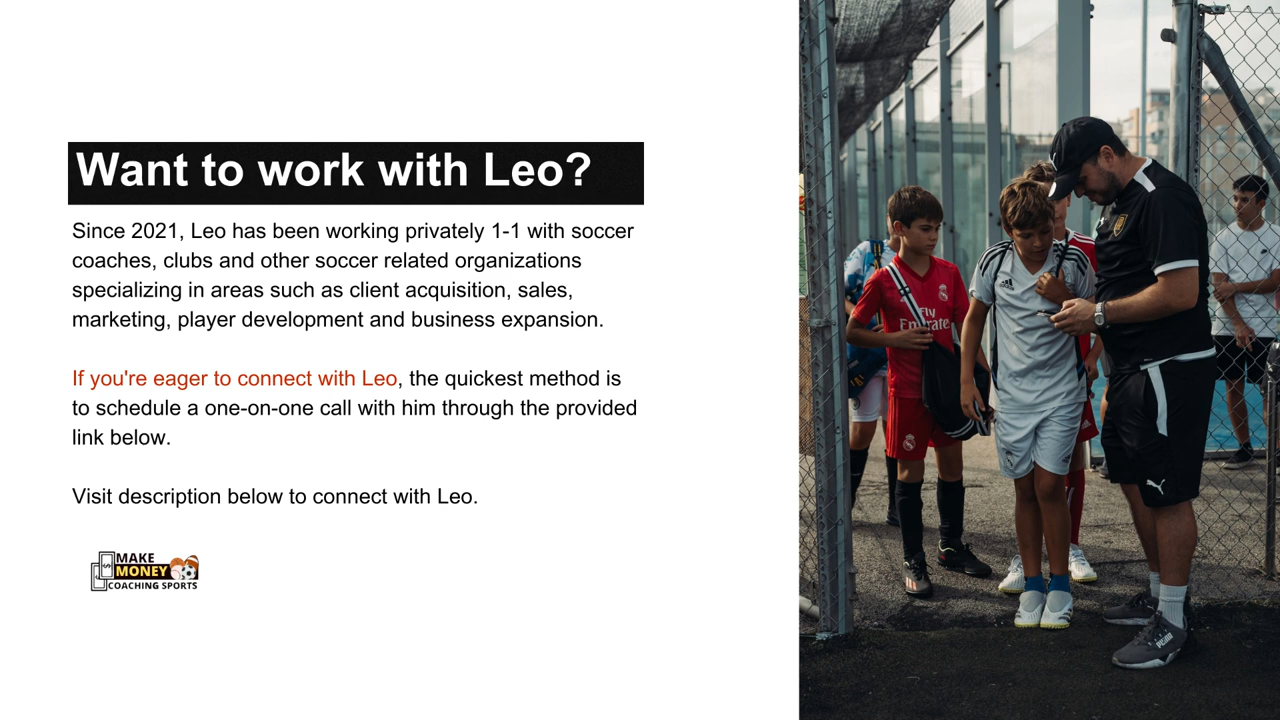 Want to work with Leo?
Since 2021, Leo has been working privately 1-1 with soccer
coaches, clubs and other soccer related organizations
specializing in areas such as client acquisition, sales,
marketing, player development and business expansion.
If you're eager to connect with Leo, the quickest method is
to schedule a one-on-one call with him through the provided
link below.
Visit description below to connect with Leo.
MAKE
MONEY
COACHING SPORTS
Fly
Emirates
adidas
PUMA